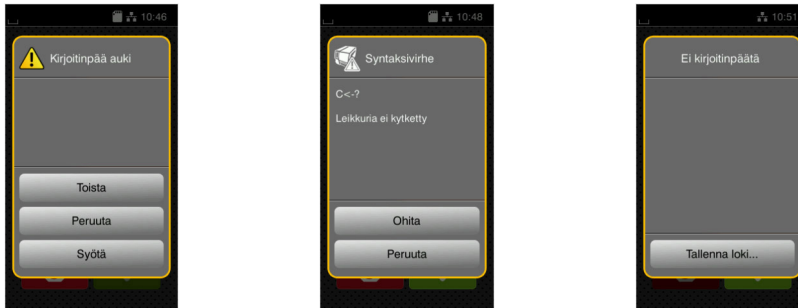 10:46
Kirjoitinpää auki
Toista
Peruuta
Syötä
10:48
Syntaksivirhe
C<-?
Leikkuria ei kytketty
Ohita
Peruuta
10:51
Ei kirjoitinpäätä
Tallenna loki...